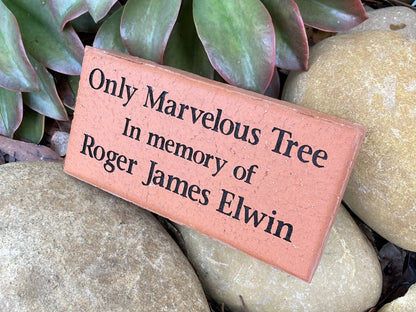 Only Marvelous Tree
In memory of
Roger James Elwin